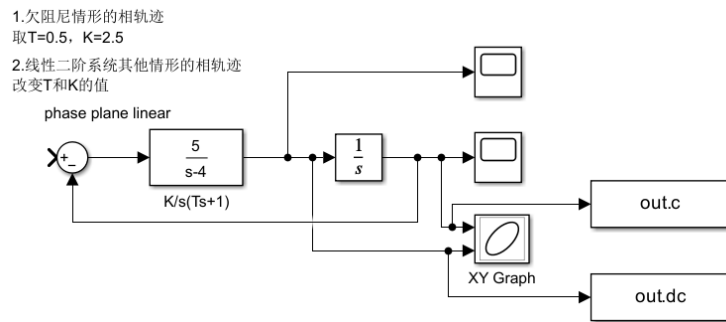 1.欠阻尼情形的相轨迹
取T=0.5，K=2.5
2.线性二阶系统其他情形的相轨迹
改变T和K的值
phase plane linear
+
−
5
s-4
K/s(Ts+1)
1
s
out.c
XY Graph
out.dc